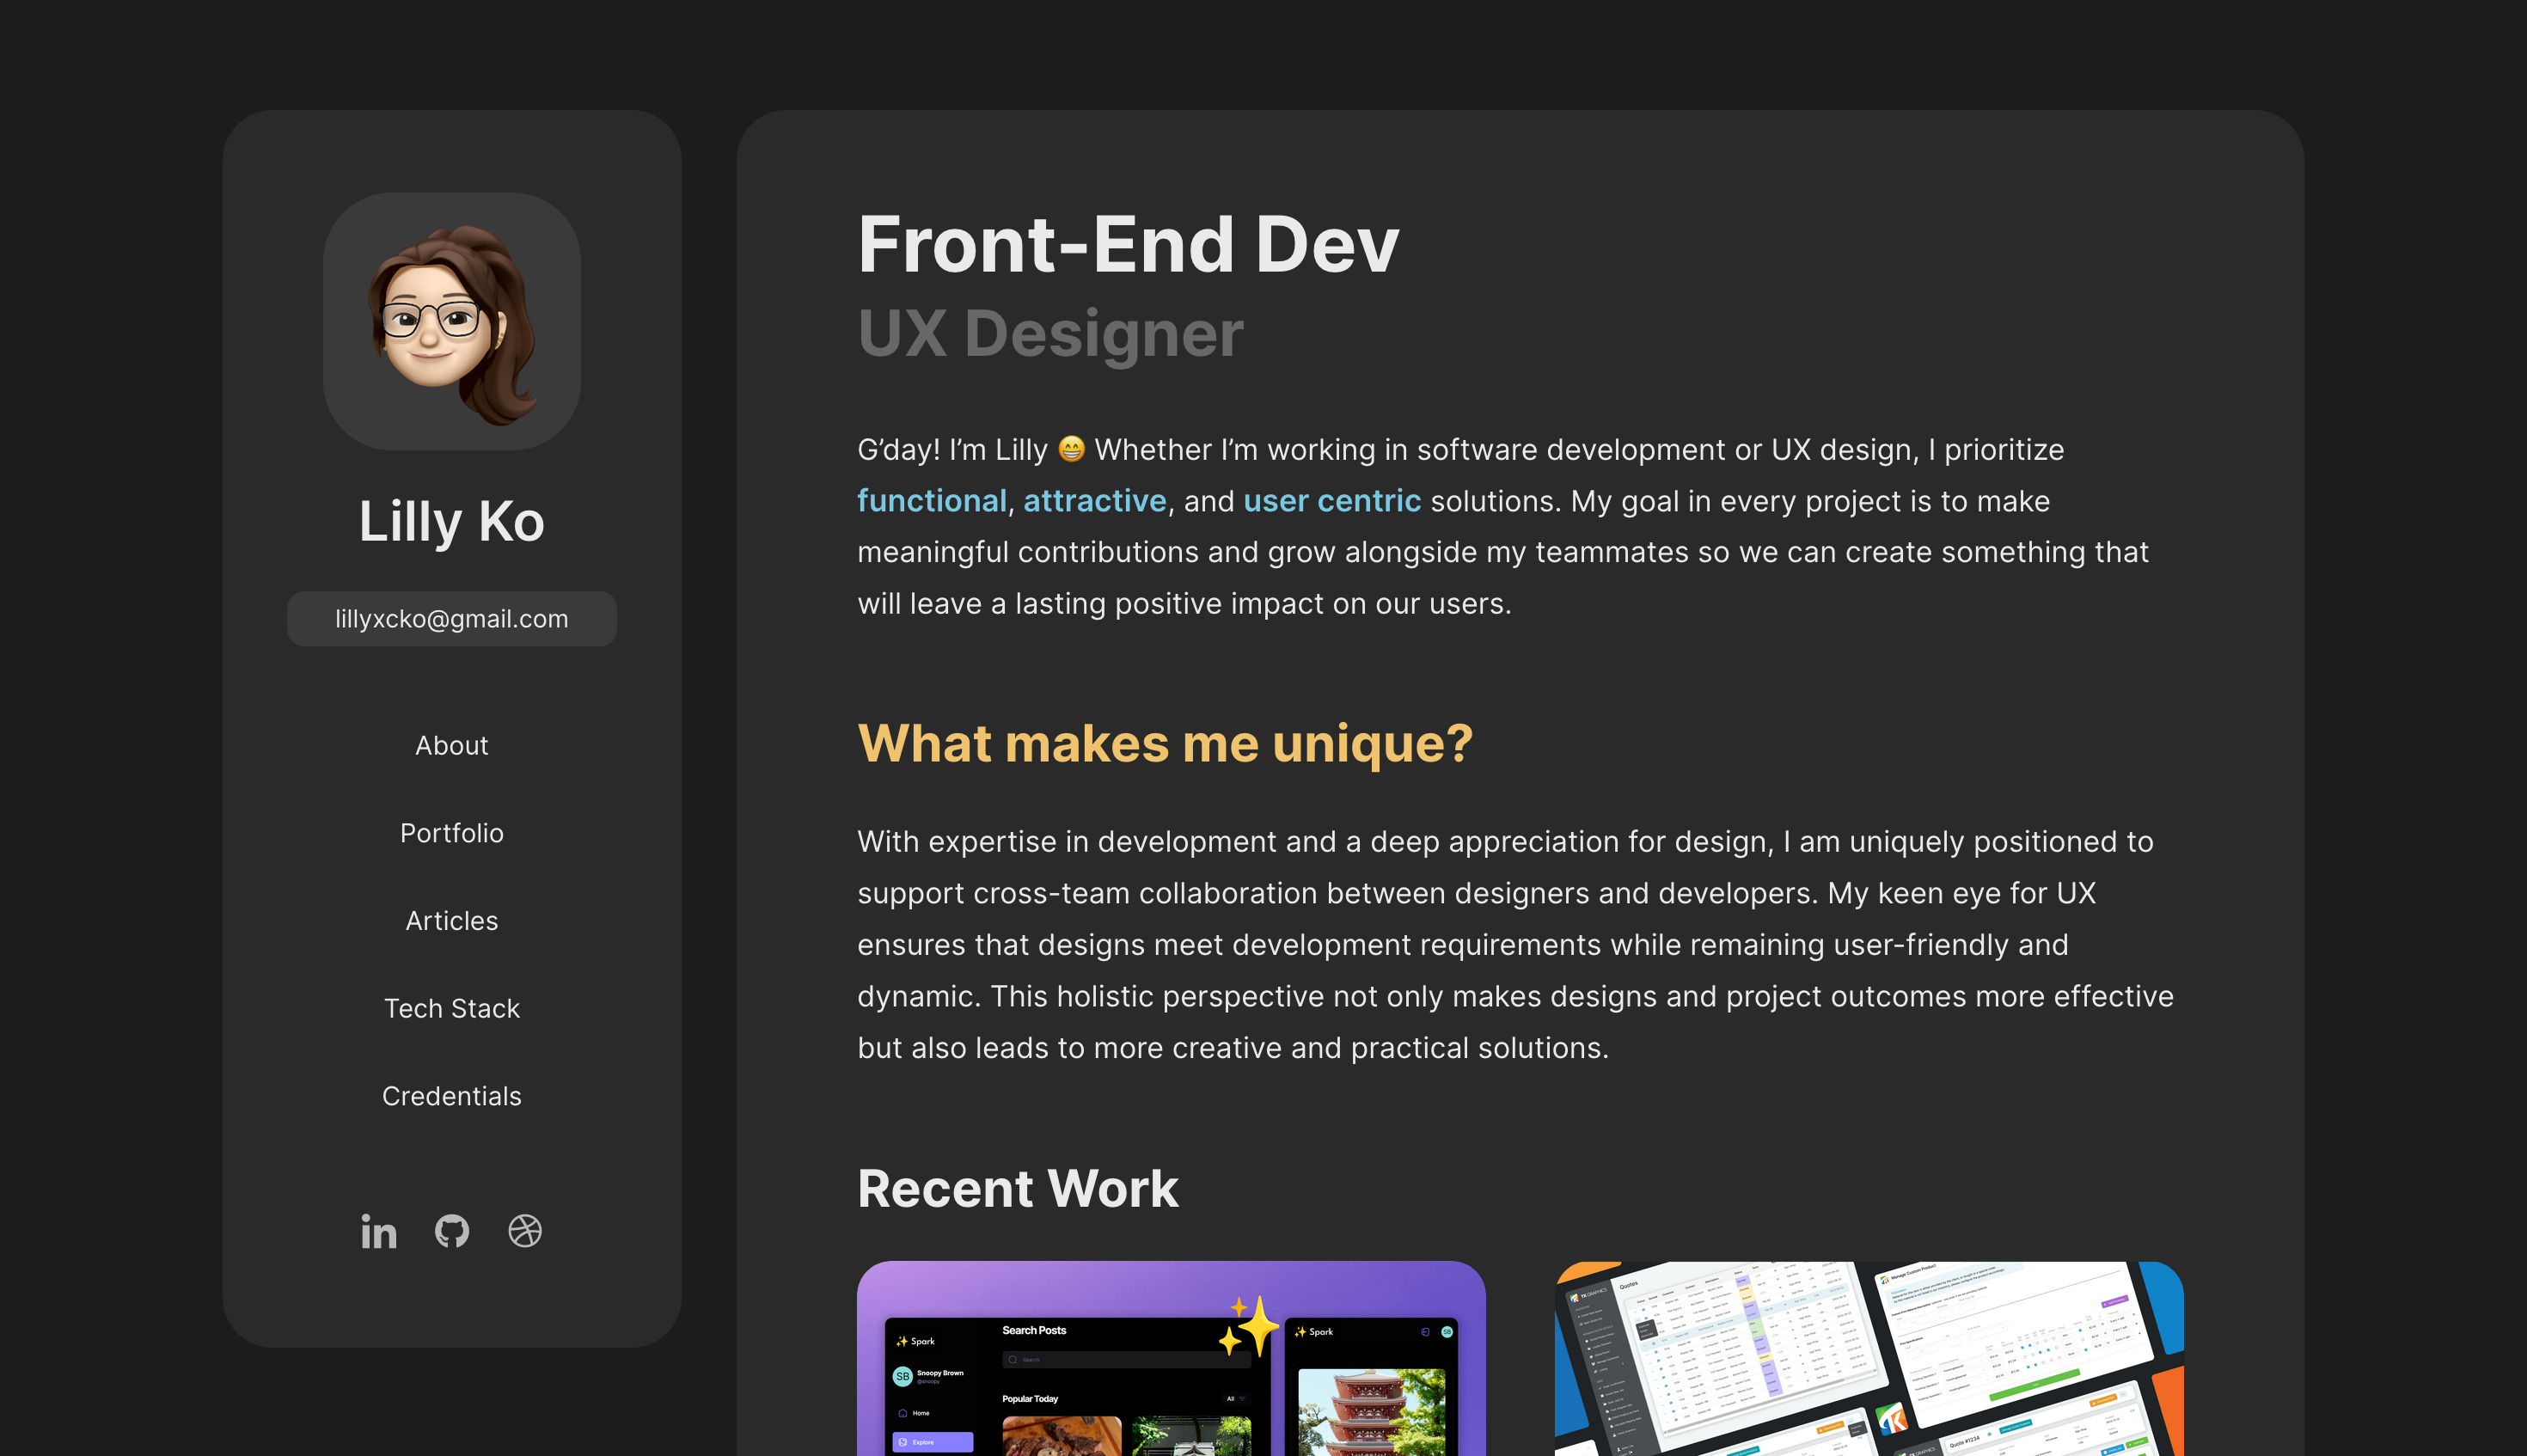 Lilly Ko
lillyxcko@gmail.com
About
Portfolio
Articles
Tech Stack
Credentials
in
Front-End Dev
UX Designer
G’day! I’m Lilly 😁 Whether I’m working in software development or UX design, I prioritize
functional, attractive, and user centric solutions. My goal in every project is to make
meaningful contributions and grow alongside my teammates so we can create something that
will leave a lasting positive impact on our users.
What makes me unique?
With expertise in development and a deep appreciation for design, I am uniquely positioned to
support cross-team collaboration between designers and developers. My keen eye for UX
ensures that designs meet development requirements while remaining user-friendly and
dynamic. This holistic perspective not only makes designs and project outcomes more effective
but also leads to more creative and practical solutions.
Recent Work
Spark
SB
Snoopy Brown
@snoopy
Home
Explore
Search Posts
Search
Popular Today
All
Spark
SB
TK GRAPHICS
Quotes
Manage Custom Product
TK GRAPHICS
Quote #1234